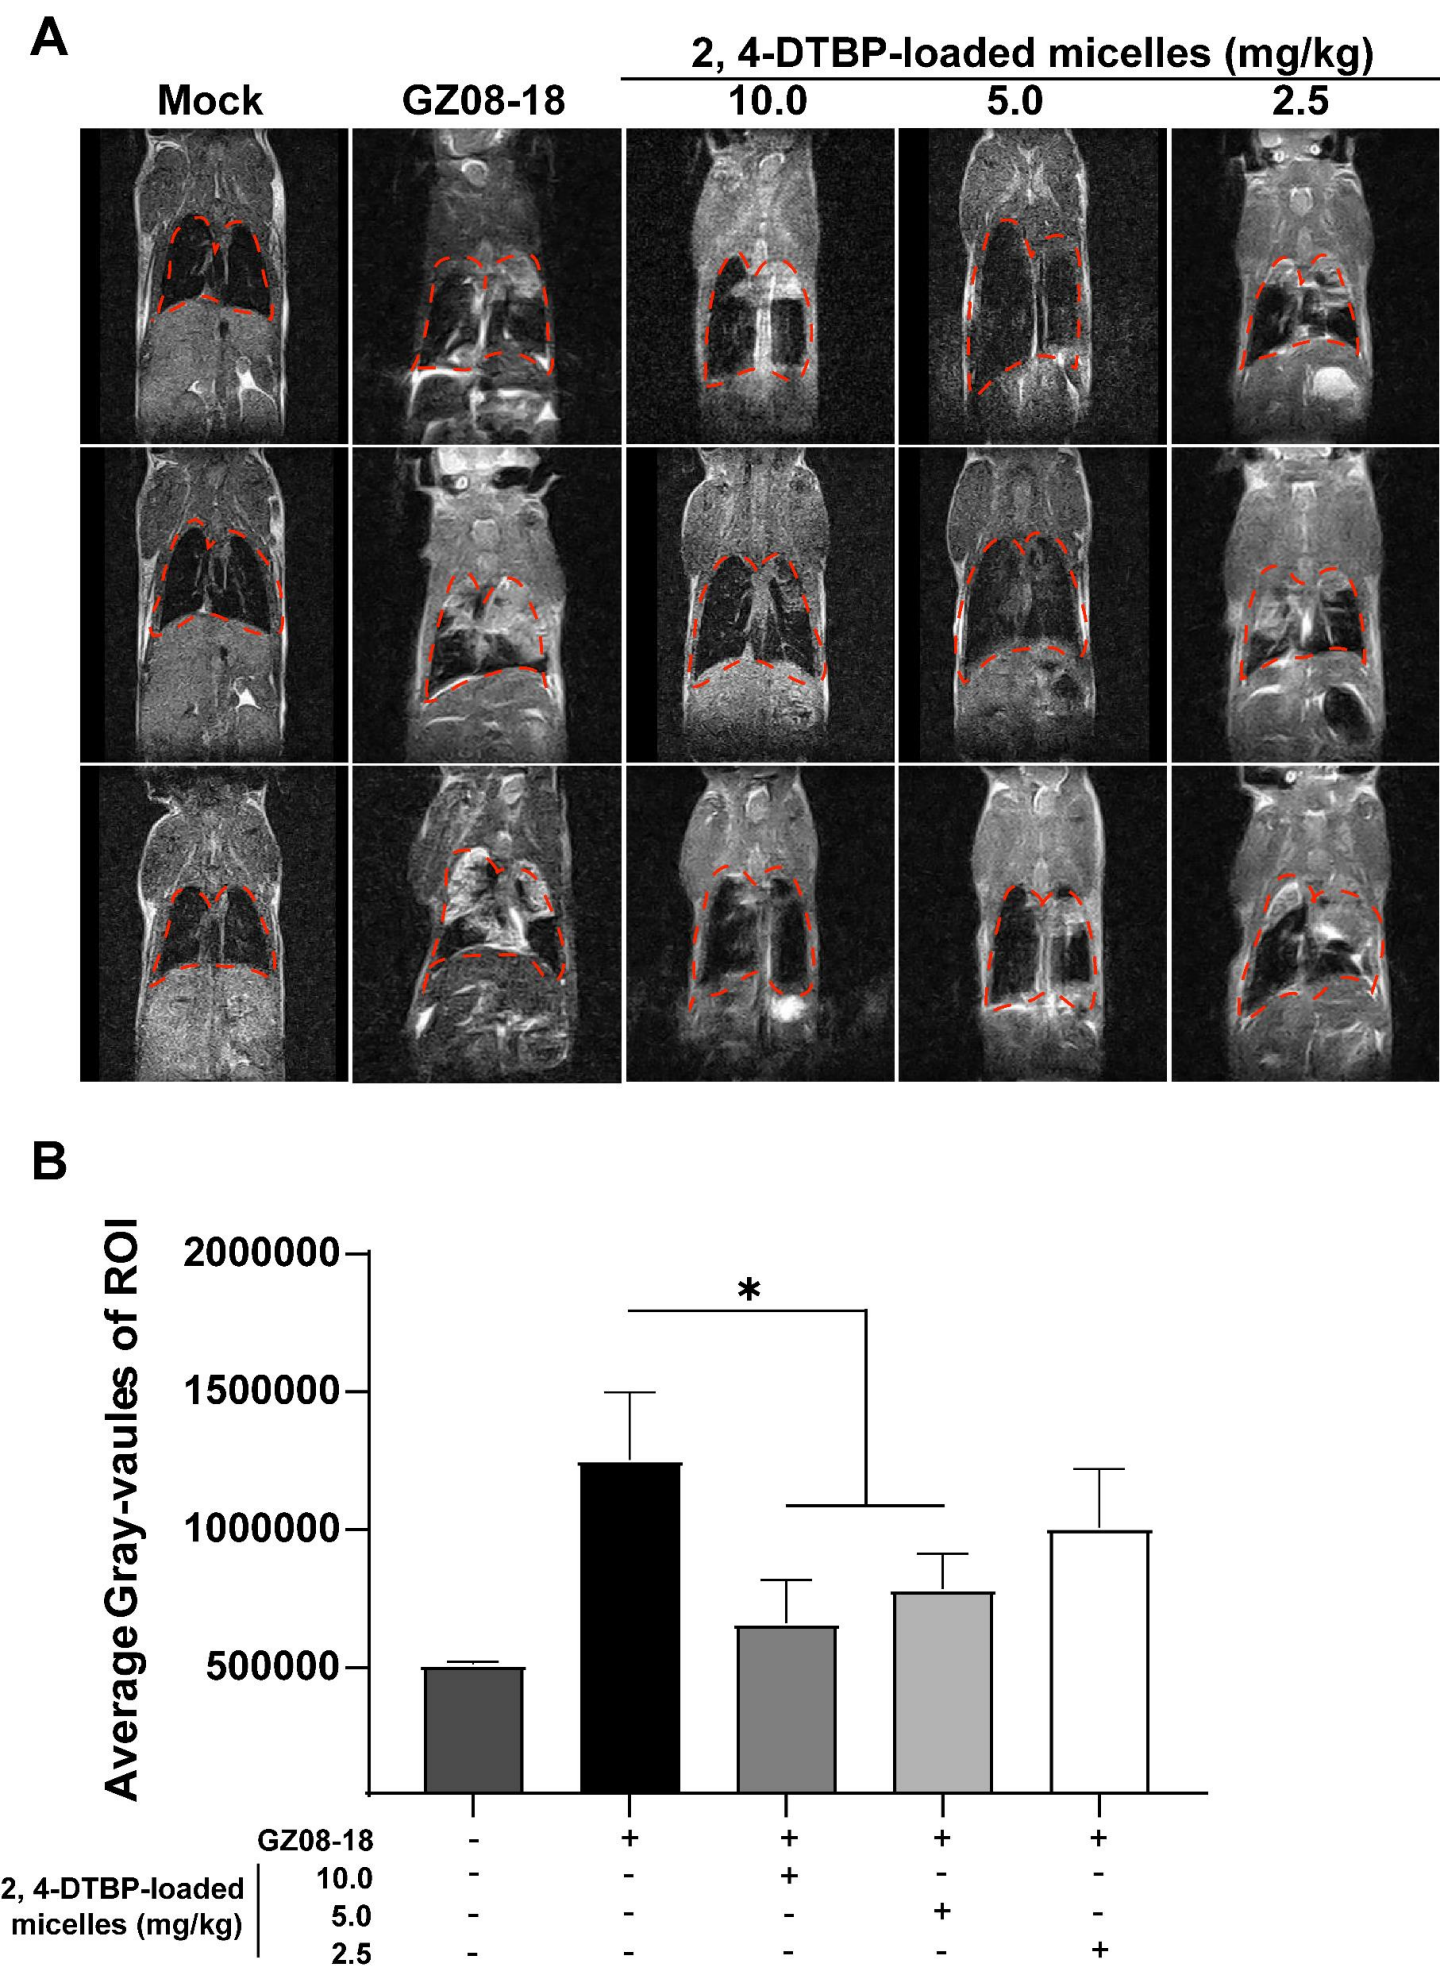 A
2, 4-DTBP-loaded micelles (mg/kg)
Mock GZ08-18 10.0 5.0 2.5
B
Average Gray-vaules of ROI
2000000
*
1500000
1000000
500000
GZ08-18 - + + + +
2, 4-DTBP-loaded micelles (mg/kg)
10.0 - - + - -
5.0 - - - + -
2.5 - - - - +